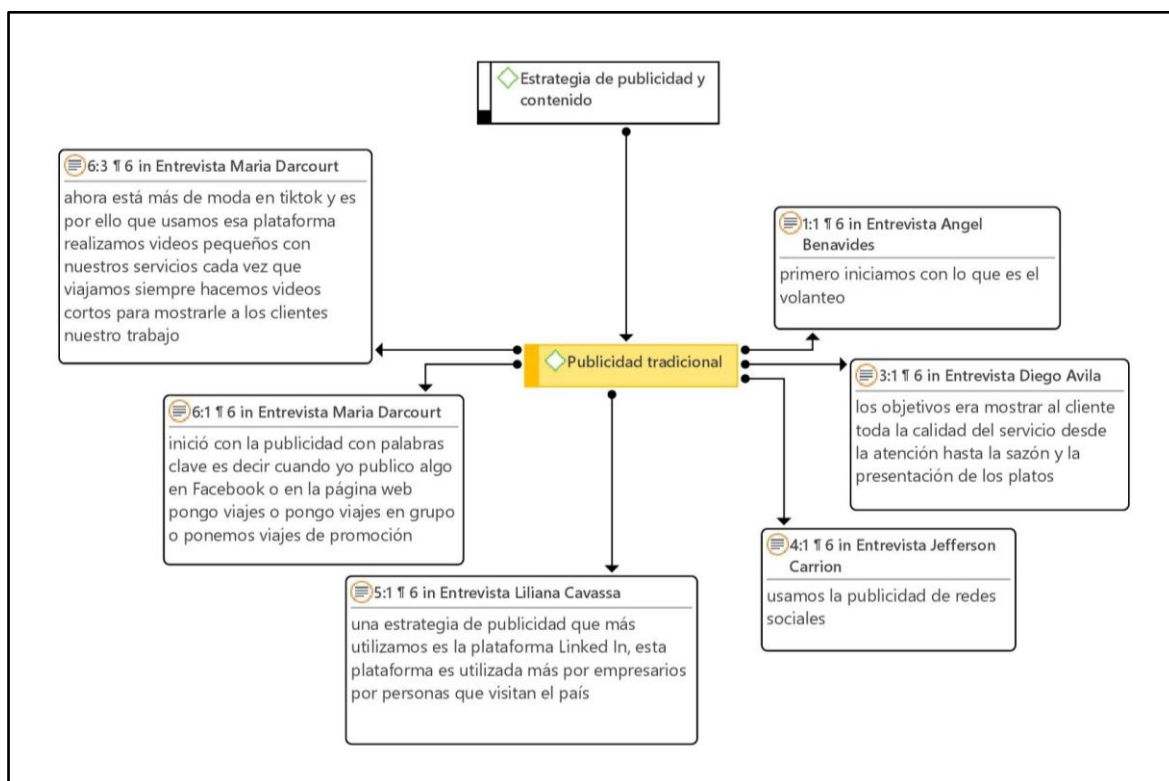 Estrategia de publicidad y
contenido
6:3 ¶ 6 in Entrevista Maria Darcourt
ahora está más de moda en tiktok y es
por ello que usamos esa plataforma
realizamos videos pequeños con
nuestros servicios cada vez que
viajamos siempre hacemos videos
cortos para mostrarle a los clientes
nuestro trabajo
1:1 ¶ 6 in Entrevista Angel
Benavides
primero iniciamos con lo que es el
volanteo
Publicidad tradicional
3:1 ¶ 6 in Entrevista Diego Avila
los objetivos era mostrar al cliente
toda la calidad del servicio desde
la atención hasta la sazón y la
presentación de los platos
6:1 ¶ 6 in Entrevista Maria Darcourt
inició con la publicidad con palabras
clave es decir cuando yo publico algo
en Facebook o en la página web
pongo viajes o pongo viajes en grupo
o ponemos viajes de promoción
4:1 ¶ 6 in Entrevista Jefferson
Carrion
usamos la publicidad de redes
sociales
5:1 ¶ 6 in Entrevista Liliana Cavassa
una estrategia de publicidad que más
utilizamos es la plataforma Linked In, esta
plataforma es utilizada más por empresarios
por personas que visitan el país